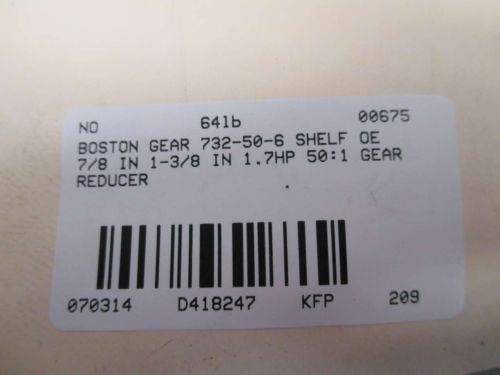 NO 641b 00675
BOSTON GEAR 732-50-6 SHELF OE
7/8 IN 1-3/8 IN 1.7HP 50:1 GEAR
REDUCER
070314 D418247 KFP 209